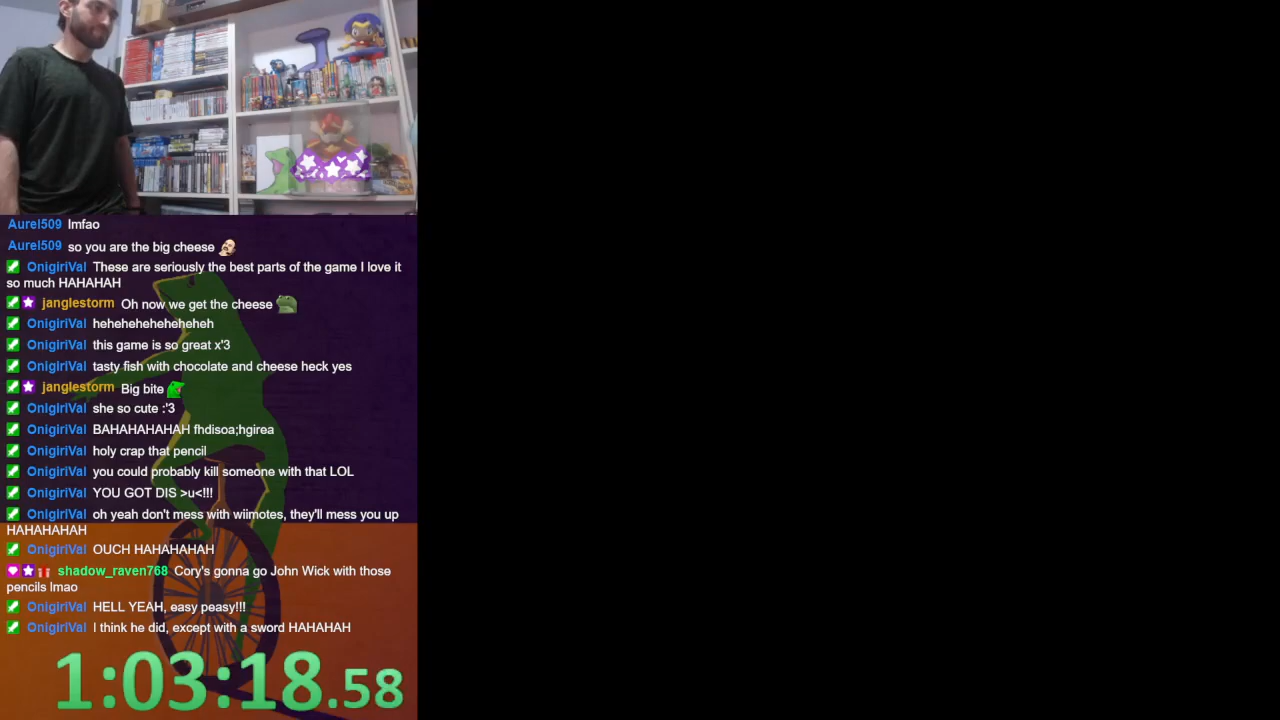 Aurel509 lmfao
Aurel509 so you are the big cheese
OnigiriVal These are seriously the best parts of the game I love it
so much HAHAHAH
janglestorm Oh now we get the cheese
OnigiriVal heheheheheheheh
OnigiriVal this game is so great x'3
OnigiriVal tasty fish with chocolate and cheese heck yes
janglestorm Big bite
OnigiriVal she so cute :'3
OnigiriVal BAHAHAHAHAH fhdisoa;hgirea
OnigiriVal holy crap that pencil
OnigiriVal you could probably kill someone with that LOL
OnigiriVal YOU GOT DIS >u<!!!
OnigiriVal oh yeah don't mess with wiimotes, they'll mess you up
HAHAHAHAH
OnigiriVal OUCH HAHAHAHAH
shadow_raven768 Cory's gonna go John Wick with those
pencils lmao
OnigiriVal HELL YEAH, easy peasy!!!
OnigiriVal I think he did, except with a sword HAHAHAH
1:03:18.58